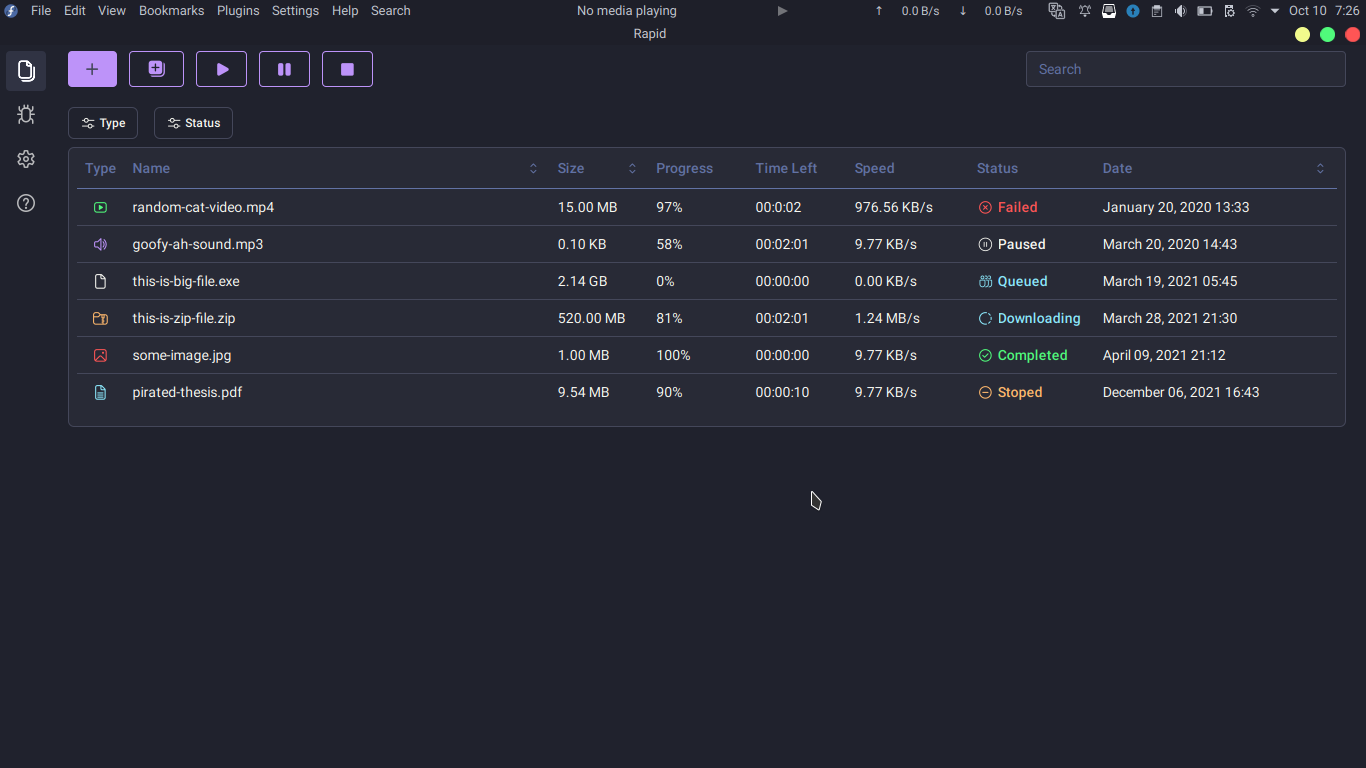 File Edit View Bookmarks Plugins Settings Help Search No media playing ↑ 0.0 B/s ↓ 0.0 B/s Oct 10 7:26
Rapid
Search
Type Status
Type Name Size Progress Time Left Speed Status Date
random-cat-video.mp4 15.00 MB 97% 00:0:02 976.56 KB/s Failed January 20, 2020 13:33
goofy-ah-sound.mp3 0.10 KB 58% 00:02:01 9.77 KB/s Paused March 20, 2020 14:43
this-is-big-file.exe 2.14 GB 0% 00:00:00 0.00 KB/s Queued March 19, 2021 05:45
this-is-zip-file.zip 520.00 MB 81% 00:02:01 1.24 MB/s Downloading March 28, 2021 21:30
some-image.jpg 1.00 MB 100% 00:00:00 9.77 KB/s Completed April 09, 2021 21:12
pirated-thesis.pdf 9.54 MB 90% 00:00:10 9.77 KB/s Stoped December 06, 2021 16:43